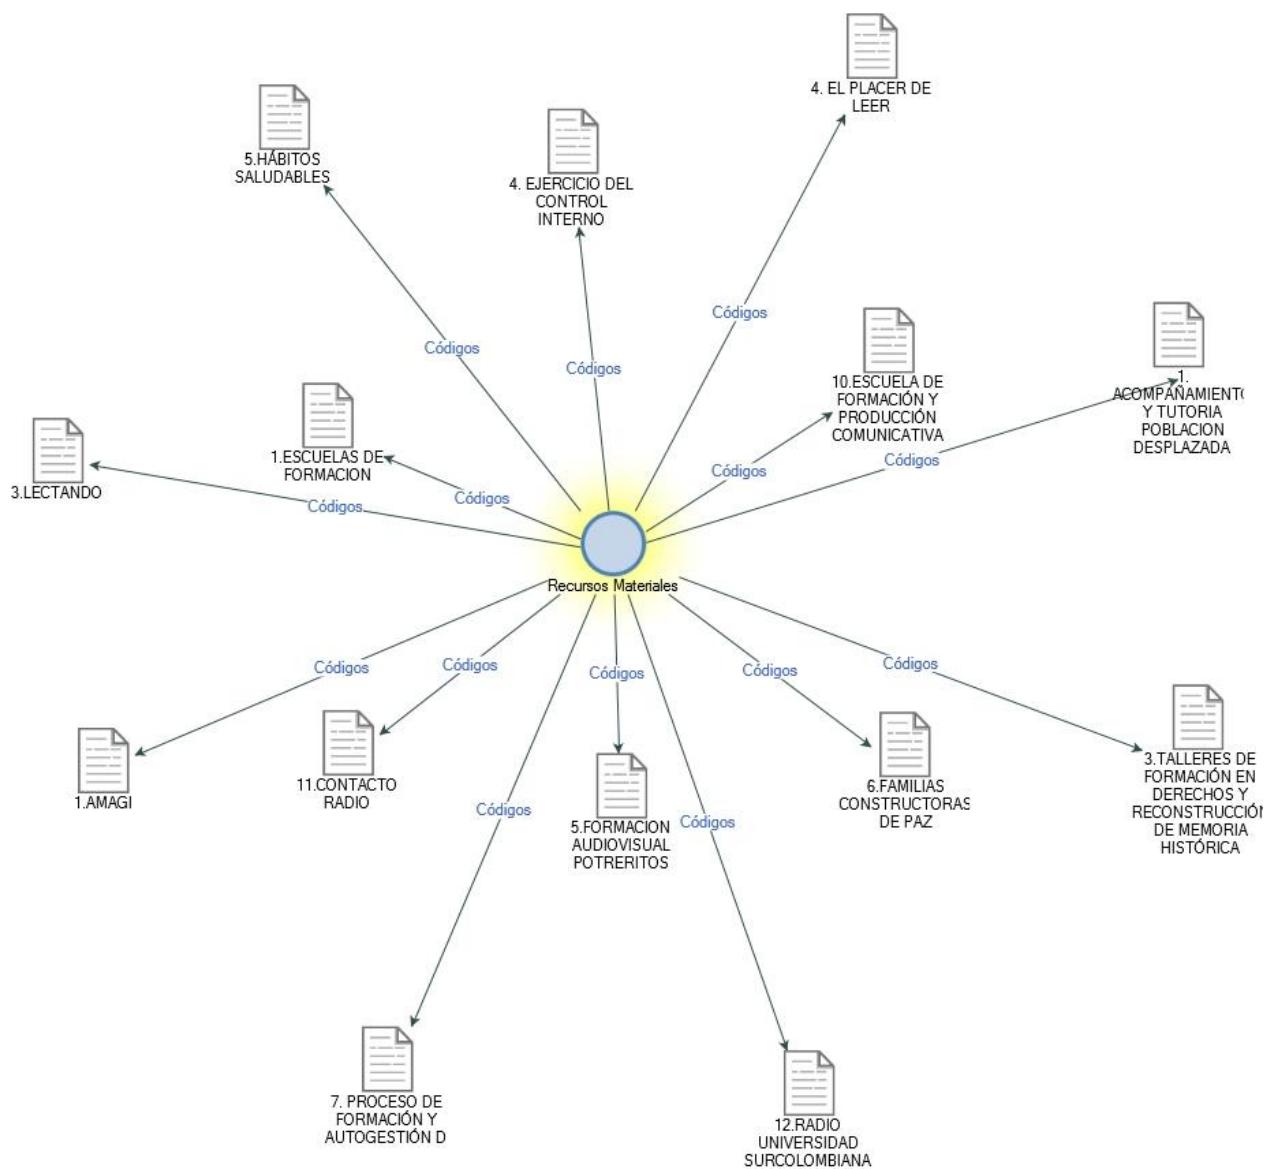 4. EL PLACER DE
LEER
5.HÁBITOS
SALUDABLES
4. EJERCICIO DEL
CONTROL
INTERNO
Códigos
Códigos
Códigos
10.ESCUELA DE
FORMACIÓN Y
PRODUCCIÓN
COMUNICATIVA
1.
ACOMPAÑAMIENTO
Y TUTORIA
POBLACION
DESPLAZADA
1.ESCUELAS DE
FORMACION
3.LECTANDO
Códigos
Códigos
Códigos
Códigos
Recursos Materiales
Códigos
Códigos
Códigos
Códigos
Códigos
1.AMAGI
11.CONTACTO
RADIO
5.FORMACION
AUDIOVISUAL
POTRERITOS
6.FAMILIAS
CONSTRUCTORAS
DE PAZ
3.TALLERES DE
FORMACIÓN EN
DERECHOS Y
RECONSTRUCCIÓN
DE MEMORIA
HISTÓRICA
Códigos
Códigos
7. PROCESO DE
FORMACIÓN Y
AUTOGESTIÓN D
12.RADIO
UNIVERSIDAD
SURCOLOMBIANA